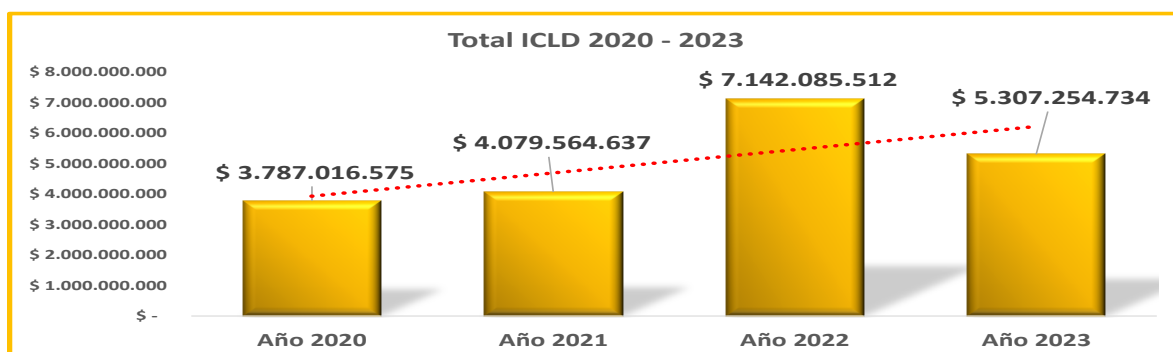 Total ICLD 2020 - 2023
$ 8.000.000.000
$ 7.000.000.000
$ 6.000.000.000
$ 5.000.000.000
$ 4.000.000.000
$ 3.000.000.000
$ 2.000.000.000
$ 1.000.000.000
$ -
$ 3.787.016.575
$ 4.079.564.637
$ 7.142.085.512
$ 5.307.254.734
Año 2020
Año 2021
Año 2022
Año 2023